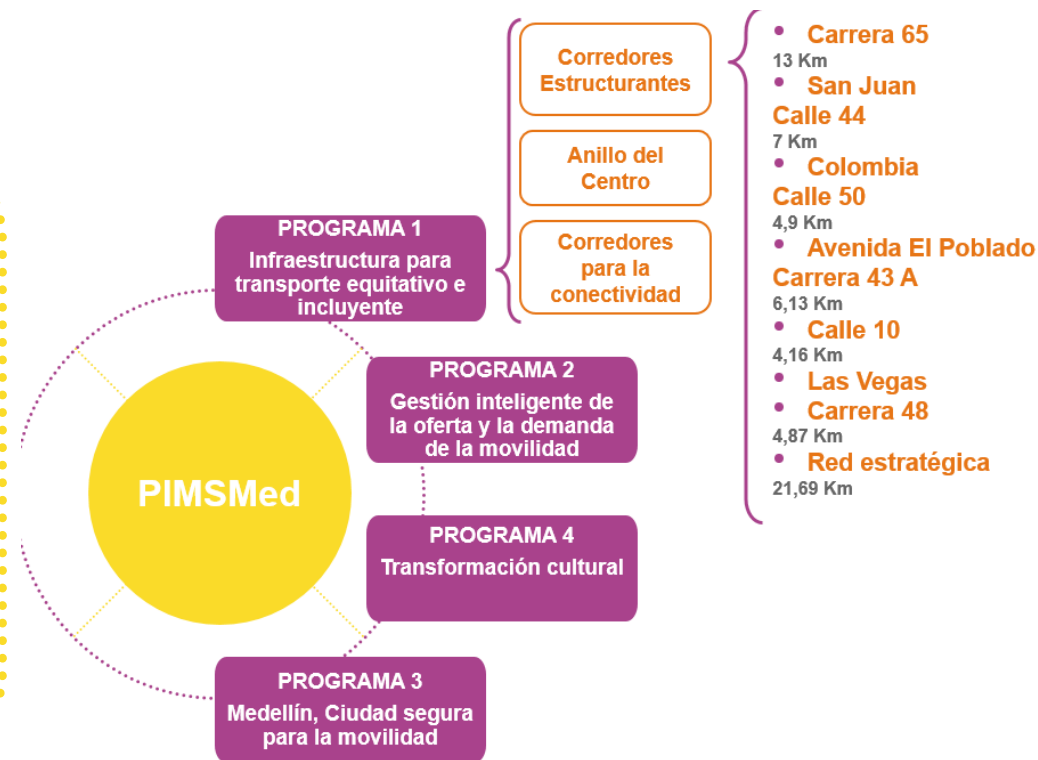 PIMSMed
PROGRAMA 1
Infraestructura para
transporte equitativo e
incluyente
Corredores
Estructurantes
Anillo del
Centro
Corredores
para la
conectividad
• Carrera 65
13 Km
• San Juan
Calle 44
7 Km
• Colombia
Calle 50
4,9 Km
• Avenida El Poblado
Carrera 43 A
6,13 Km
• Calle 10
4,16 Km
• Las Vegas
• Carrera 48
4,87 Km
• Red estratégica
21,69 Km
PROGRAMA 2
Gestión inteligente de
la oferta y la demanda
de la movilidad
PROGRAMA 4
Transformación cultural
PROGRAMA 3
Medellín, Ciudad segura
para la movilidad